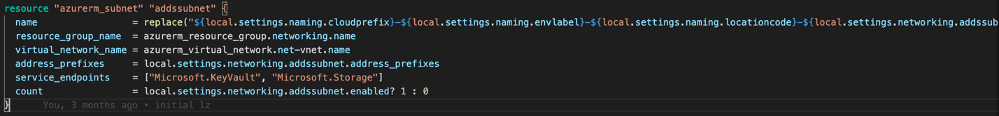 resource "azurerm_subnet" "addssubnet" {
name = replace("${local.settings.naming.cloudprefix}-${local.settings.naming.envlabel}-${local.settings.naming.locationcode}-${local.settings.networking.addssub
resource_group_name = azurerm_resource_group.networking.name
virtual_network_name = azurerm_virtual_network.net-vnet.name
address_prefixes = local.settings.networking.addssubnet.address_prefixes
service_endpoints = ["Microsoft.KeyVault", "Microsoft.Storage"]
count = local.settings.networking.addssubnet.enabled? 1 : 0
} You, 3 months ago • initial lz